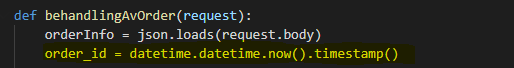 def behandlingAvOrder(request):
    orderInfo = json.loads(request.body)
    order_id = datetime.datetime.now().timestamp()